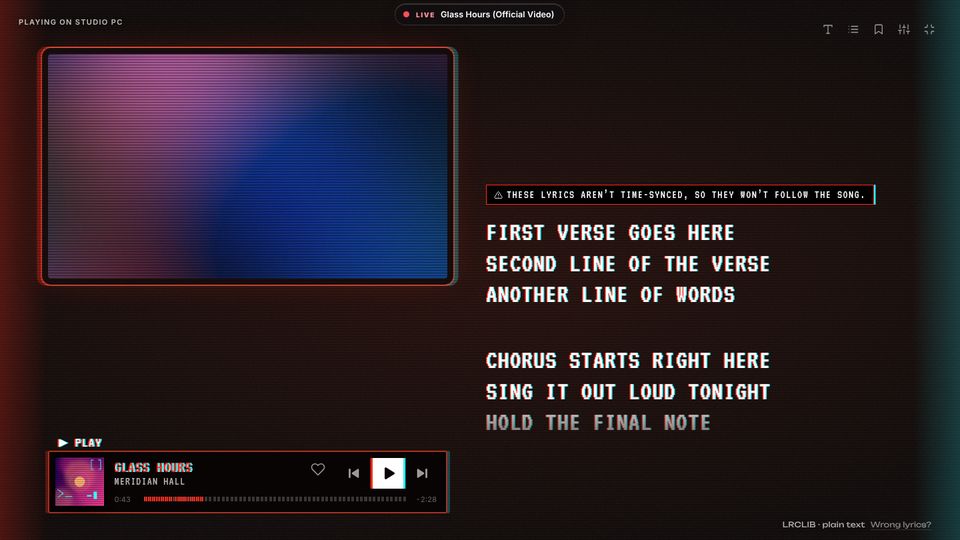 PLAYING ON STUDIO PC
LIVE Glass Hours (Official Video)
THESE LYRICS AREN'T TIME-SYNCED, SO THEY WON'T FOLLOW THE SONG.
FIRST VERSE GOES HERE
SECOND LINE OF THE VERSE
ANOTHER LINE OF WORDS
CHORUS STARTS RIGHT HERE
SING IT OUT LOUD TONIGHT
HOLD THE FINAL NOTE
PLAY
GLASS HOURS
MERIDIAN HALL
0:43
-2:28
LRCLIB · plain text Wrong lyrics?